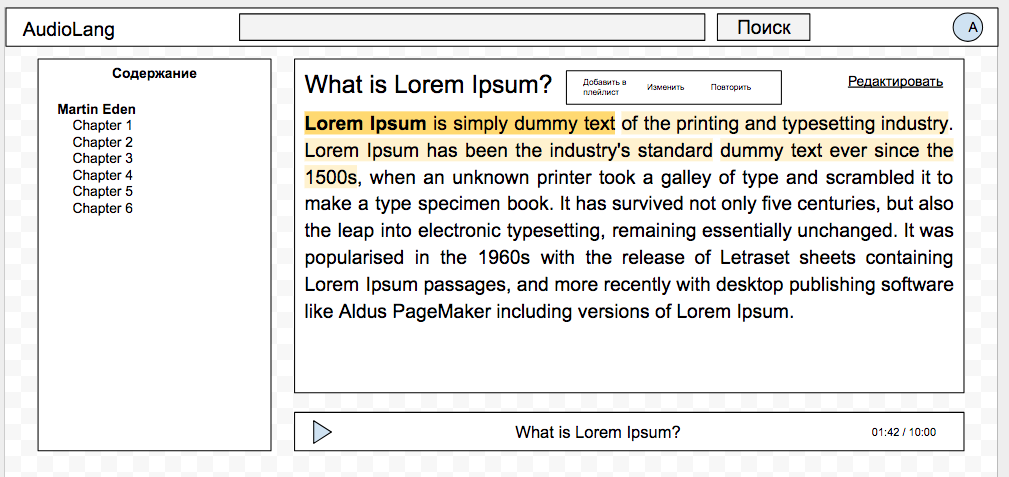 AudioLang
Поиск
A
Содержание
Martin Eden
Chapter 1
Chapter 2
Chapter 3
Chapter 4
Chapter 5
Chapter 6
What is Lorem Ipsum?
Добавить в
плейлист
Изменить
Повторить
Редактировать
Lorem Ipsum is simply dummy text of the printing and typesetting industry.
Lorem Ipsum has been the industry's standard dummy text ever since the
1500s, when an unknown printer took a galley of type and scrambled it to
make a type specimen book. It has survived not only five centuries, but also
the leap into electronic typesetting, remaining essentially unchanged. It was
popularised in the 1960s with the release of Letraset sheets containing
Lorem Ipsum passages, and more recently with desktop publishing software
like Aldus PageMaker including versions of Lorem Ipsum.
What is Lorem Ipsum?
01:42 / 10:00